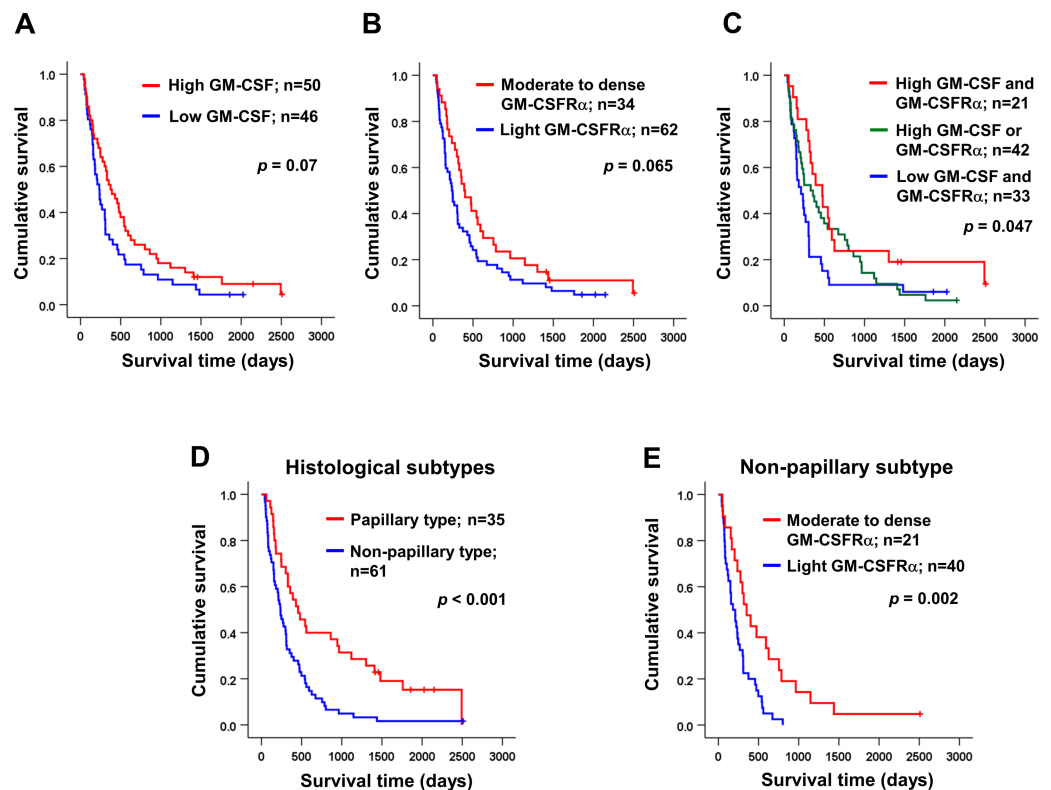 A
Cumulative survival
1.0
0.8
0.6
0.4
0.2
0.0
High GM-CSF; n=50
Low GM-CSF; n=46
p = 0.07
0 500 1000 1500 2000 2500 3000
Survival time (days)
B
Cumulative survival
1.0
0.8
0.6
0.4
0.2
0.0
Moderate to dense
GM-CSFRα; n=34
Light GM-CSFRα; n=62
p = 0.065
0 500 1000 1500 2000 2500 3000
Survival time (days)
C
Cumulative survival
1.0
0.8
0.6
0.4
0.2
0.0
High GM-CSF and
GM-CSFRα; n=21
High GM-CSF or
GM-CSFRα; n=42
Low GM-CSF and
GM-CSFRα; n=33
p = 0.047
0 500 1000 1500 2000 2500 3000
Survival time (days)
D
Histological subtypes
Cumulative survival
1.0
0.8
0.6
0.4
0.2
0.0
Papillary type; n=35
Non-papillary type;
n=61
p < 0.001
0 500 1000 1500 2000 2500 3000
Survival time (days)
E
Non-papillary subtype
Cumulative survival
1.0
0.8
0.6
0.4
0.2
0.0
Moderate to dense
GM-CSFRα; n=21
Light GM-CSFRα; n=40
p = 0.002
0 500 1000 1500 2000 2500 3000
Survival time (days)